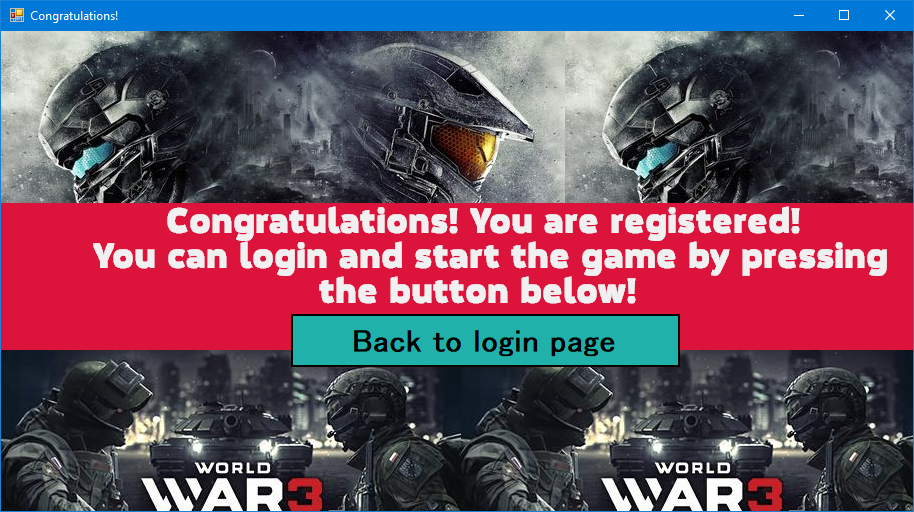 Congratulations!
Congratulations! You are registered!
You can login and start the game by pressing
the button below!
Back to login page
WORLD
WAR3
WORLD
WAR3